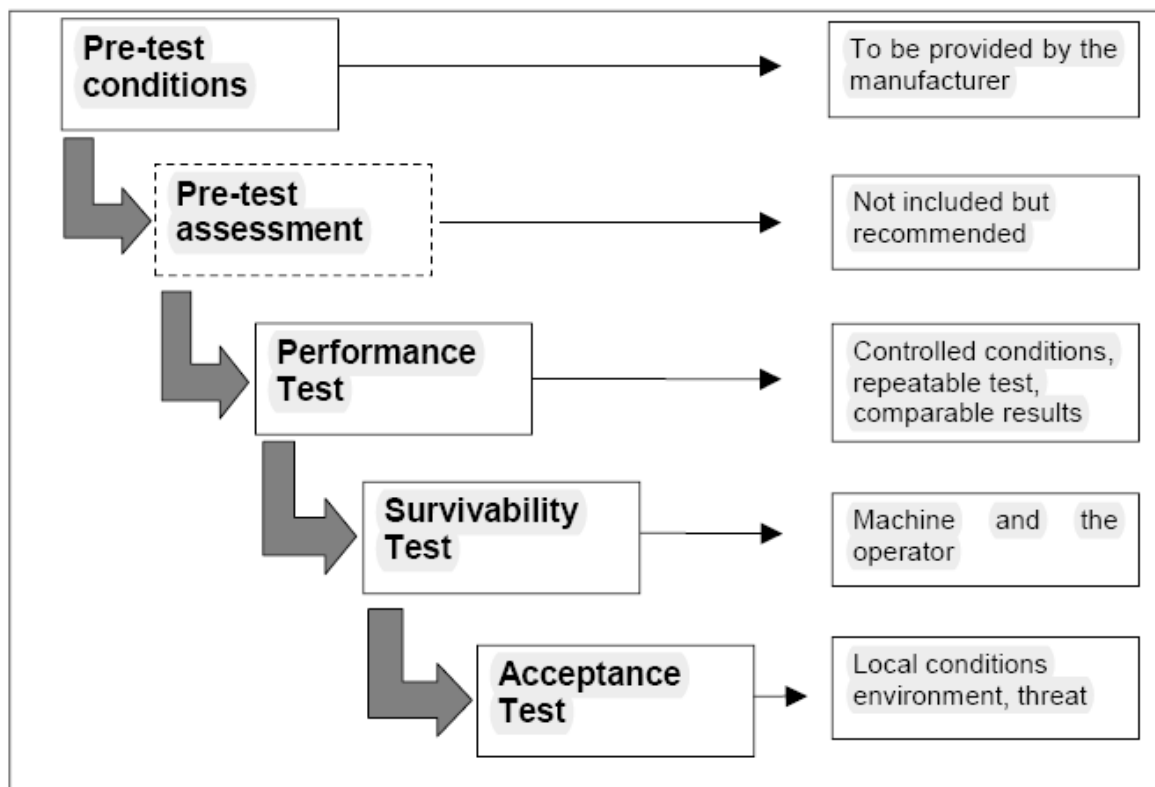 Pre-test
conditions
To be provided by the
manufacturer
Pre-test
assessment
Not included but
recommended
Performance
Test
Controlled conditions,
repeatable test,
comparable results
Survivability
Test
Machine and the
operator
Acceptance
Test
Local conditions
environment, threat